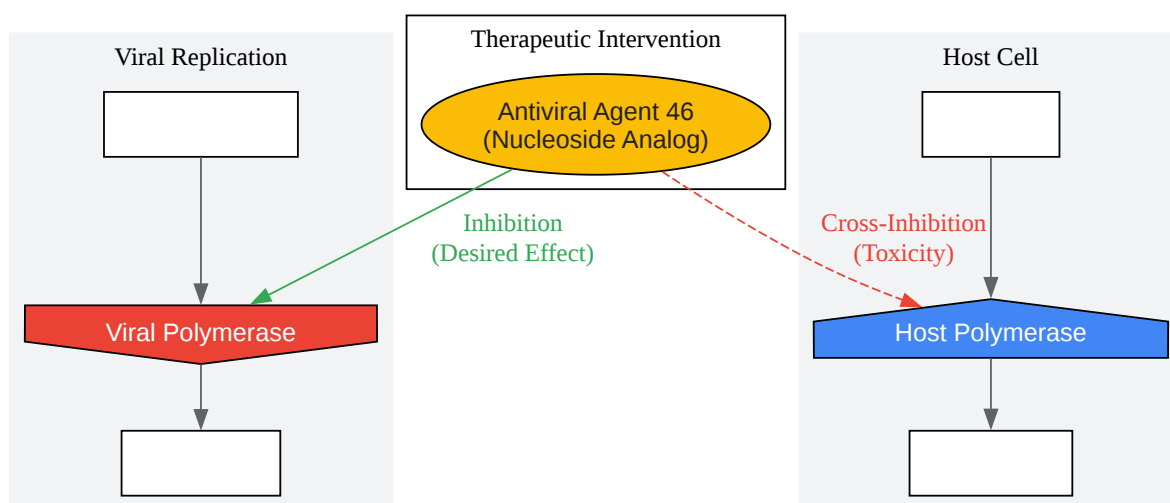 Viral Replication
Therapeutic Intervention
Host Cell
Antiviral Agent 46
(Nucleoside Analog)
Inhibition
(Desired Effect)
Cross-Inhibition
(Toxicity)
Viral Polymerase
Host Polymerase